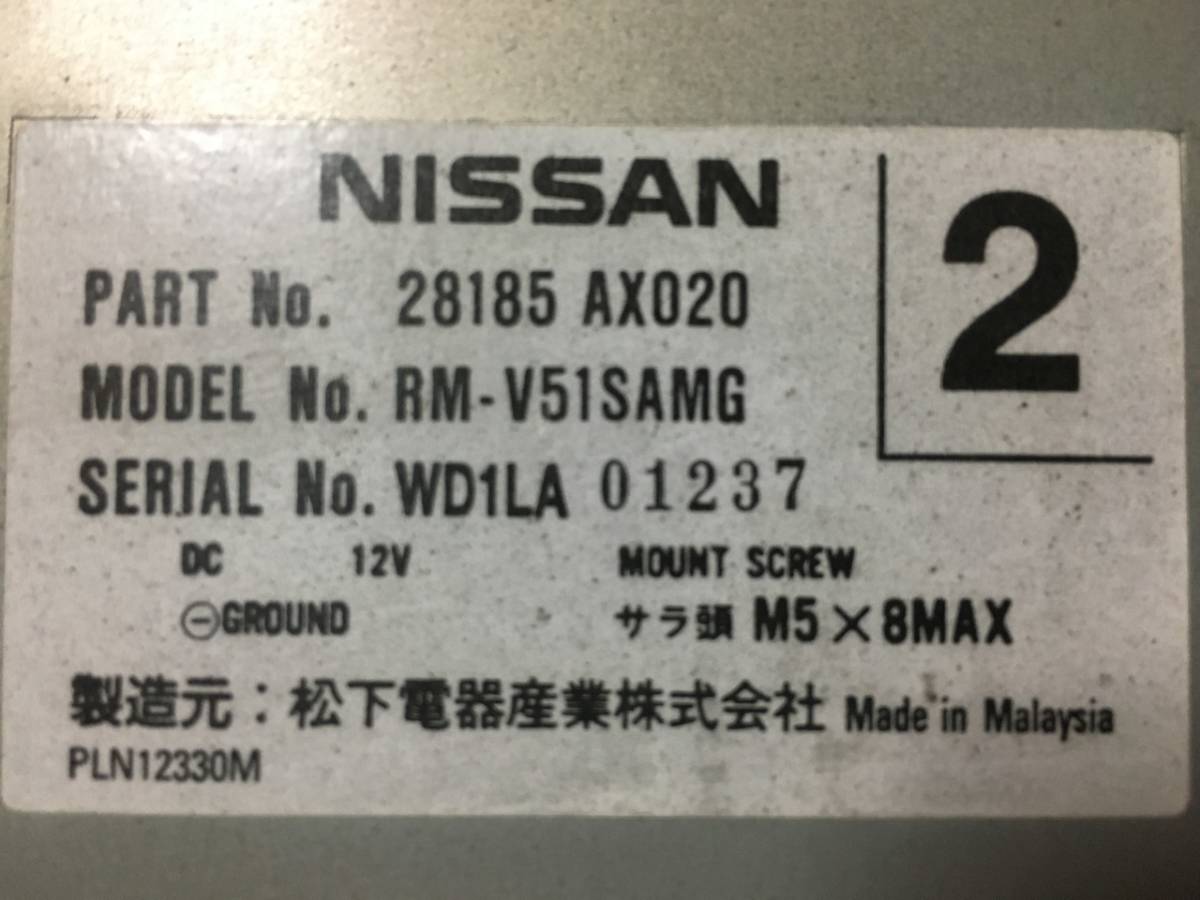 NISSAN
2
PART No. 28185 AX020
MODEL No. RM-V51SAMG
SERIAL No. WD1LA 01237
DC 12V MOUNT SCREW
⊖GROUND サラ頭 M5×8MAX
製造元：松下電器産業株式会社 Made in Malaysia
PLN12330M